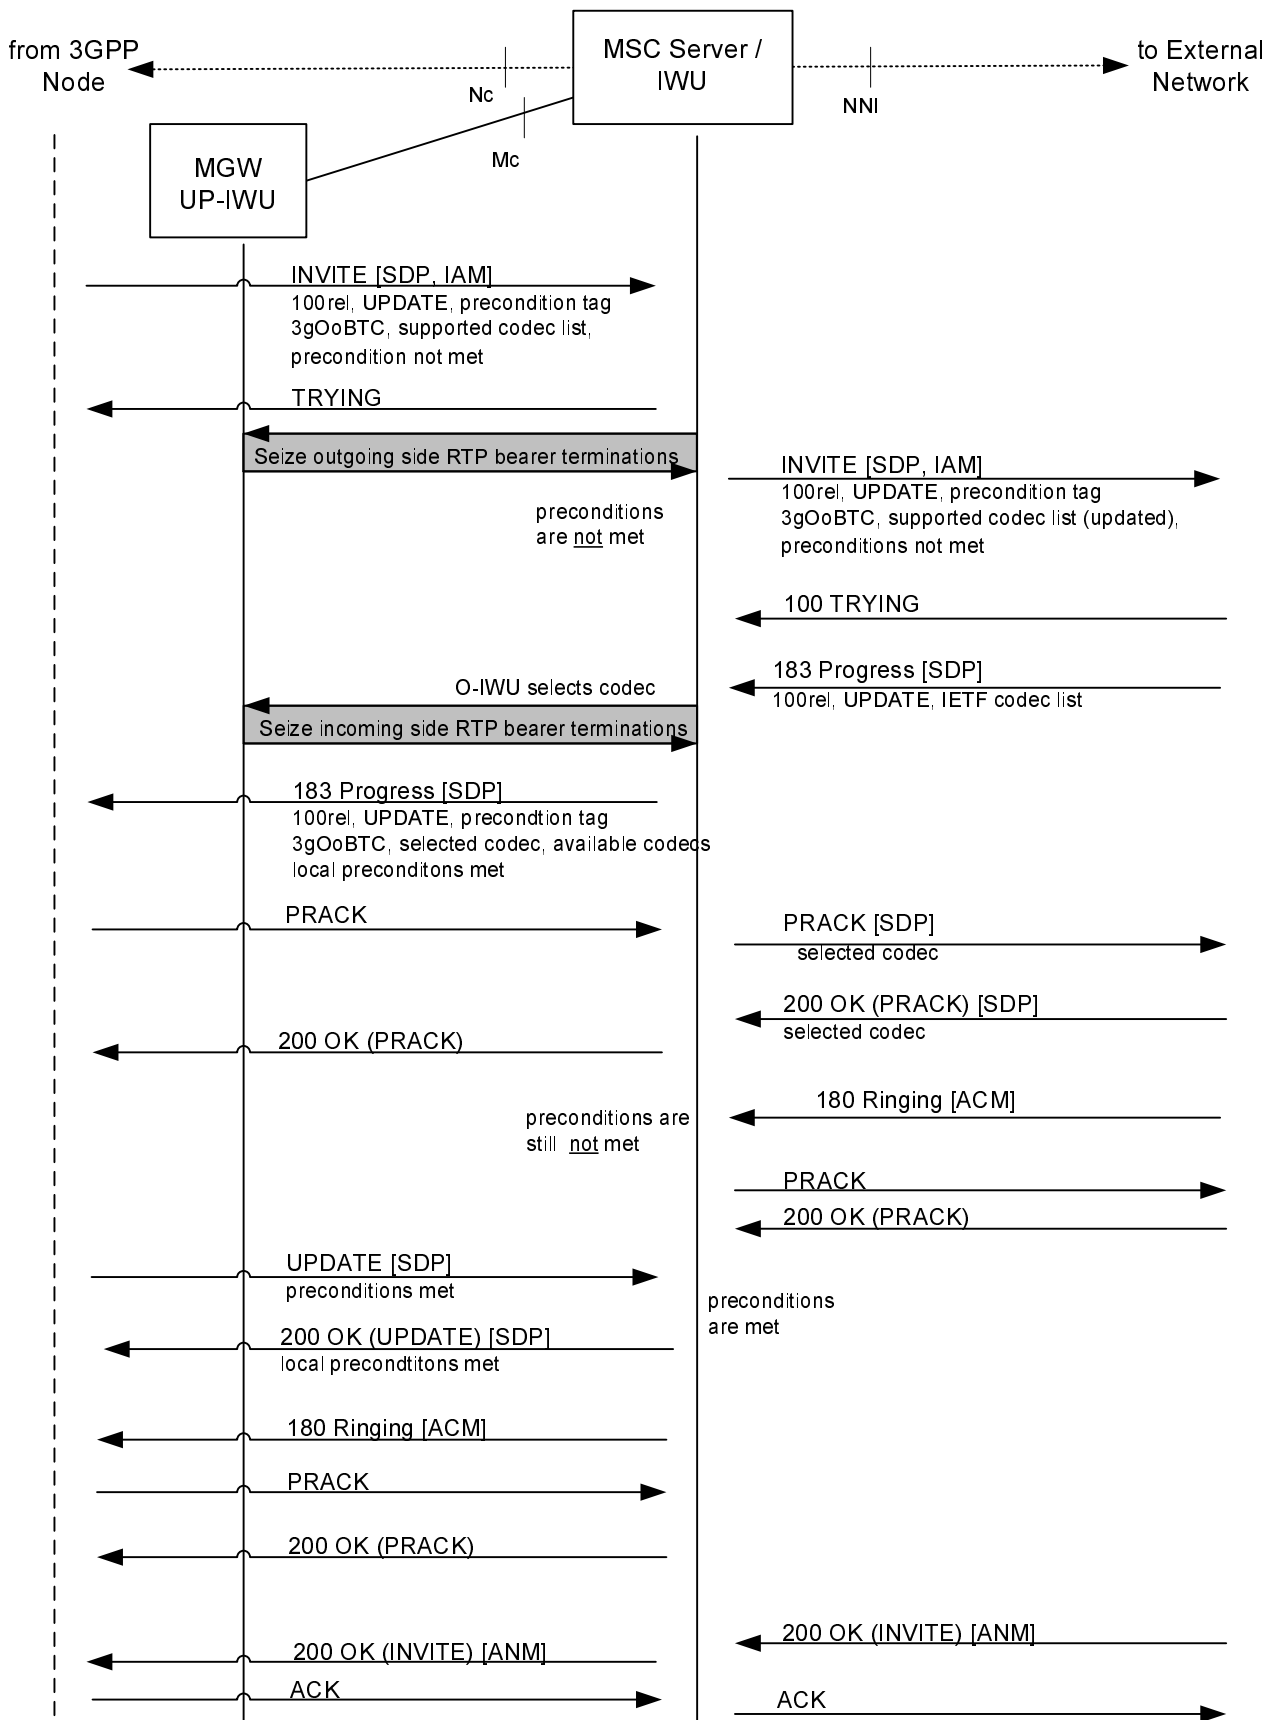 from 3GPP
Node
MSC Server /
IWU
to External
Network
Nc
NNI
Mc
MGW
UP-IWU
INVITE [SDP, IAM]
100rel, UPDATE, precondition tag
3gOoBTC, supported codec list,
precondition not met
TRYING
Seize outgoing side RTP bearer terminations
INVITE [SDP, IAM]
100rel, UPDATE, precondition tag
3gOoBTC, supported codec list (updated),
preconditions not met
preconditions
are not met
100 TRYING
183 Progress [SDP]
100rel, UPDATE, IETF codec list
O-IWU selects codec
Seize incoming side RTP bearer terminations
183 Progress [SDP]
100rel, UPDATE, precondtion tag
3gOoBTC, selected codec, available codecs
local preconditons met
PRACK
PRACK [SDP]
selected codec
200 OK (PRACK) [SDP]
selected codec
200 OK (PRACK)
180 Ringing [ACM]
preconditions are
still not met
PRACK
200 OK (PRACK)
UPDATE [SDP]
preconditions met
preconditions
are met
200 OK (UPDATE) [SDP]
local precondtitons met
180 Ringing [ACM]
PRACK
200 OK (PRACK)
200 OK (INVITE) [ANM]
200 OK (INVITE) [ANM]
ACK
ACK